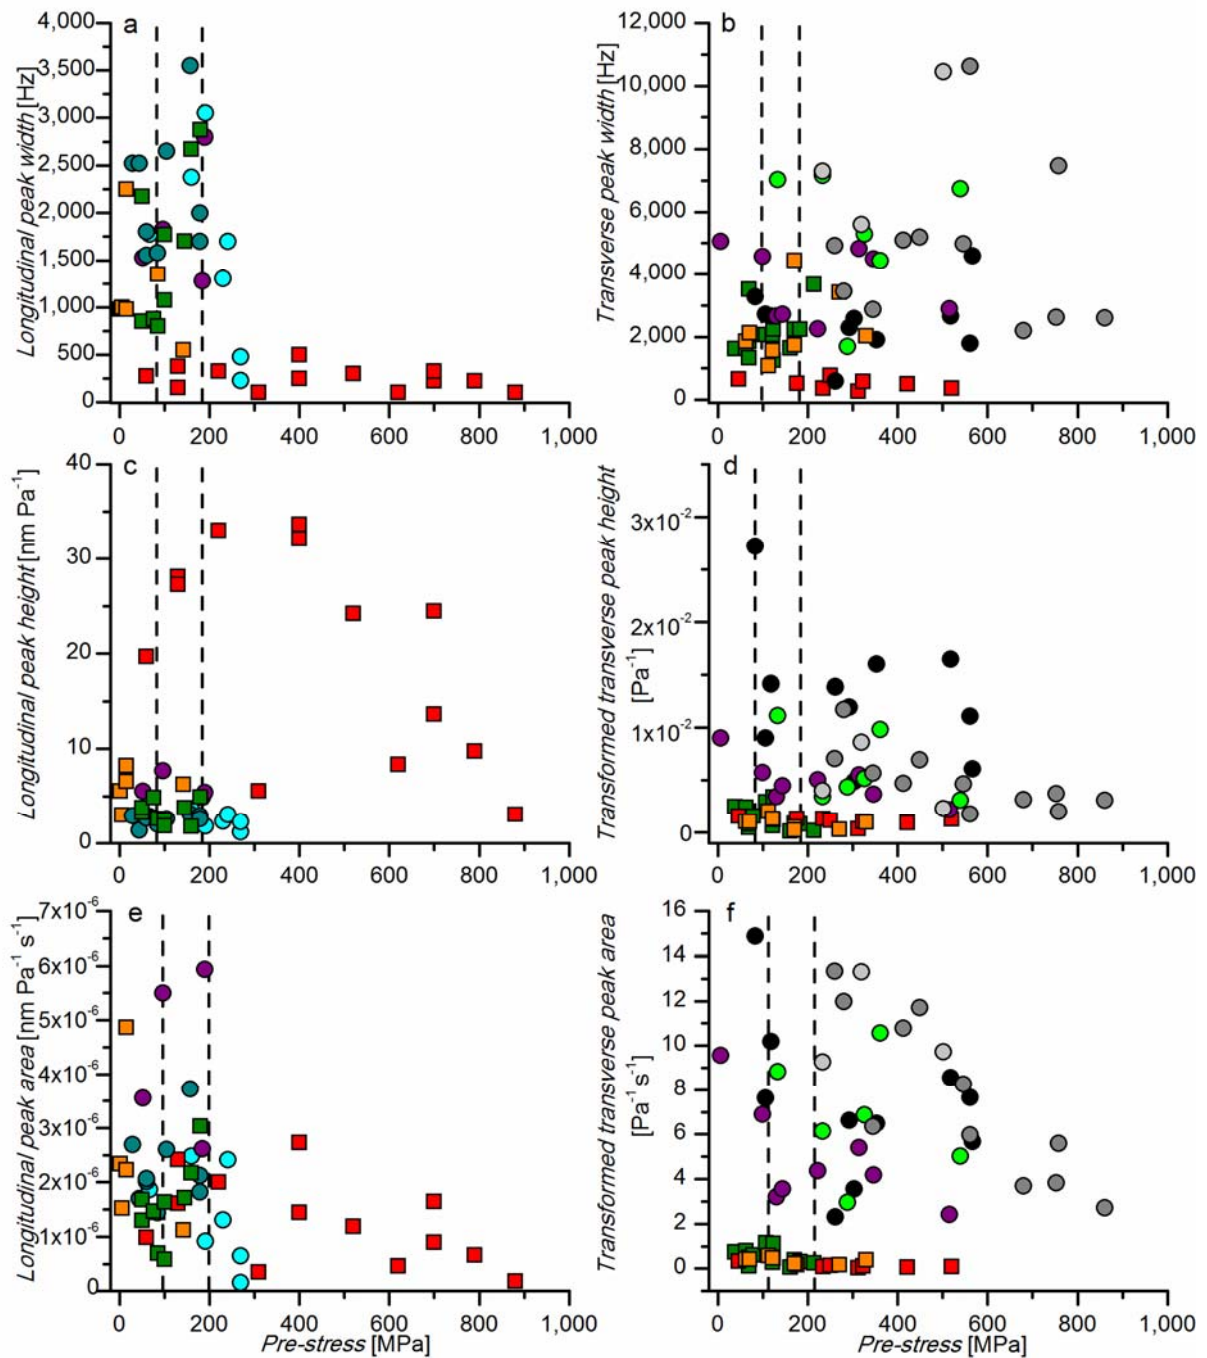 a
4,000
3,500
3,000
2,500
2,000
1,500
1,000
500
0
Longitudinal peak width [Hz]
0 200 400 600 800 1,000
b
12,000
10,000
8,000
6,000
4,000
2,000
0
Transverse peak width [Hz]
0 200 400 600 800 1,000
c
40
30
20
10
0
Longitudinal peak height [nm Pa⁻¹]
0 200 400 600 800 1,000
d
3x10⁻²
2x10⁻²
1x10⁻²
0
Transformed transverse peak height
[Pa⁻¹]
0 200 400 600 800 1,000
e
7x10⁻⁶
6x10⁻⁶
5x10⁻⁶
4x10⁻⁶
3x10⁻⁶
2x10⁻⁶
1x10⁻⁶
0
Longitudinal peak area [nm Pa⁻¹ s⁻¹]
0 200 400 600 800 1,000
Pre-stress [MPa]
f
16
14
12
10
8
6
4
2
0
Transformed transverse peak area
[Pa⁻¹ s⁻¹]
0 200 400 600 800 1,000
Pre-stress [MPa]